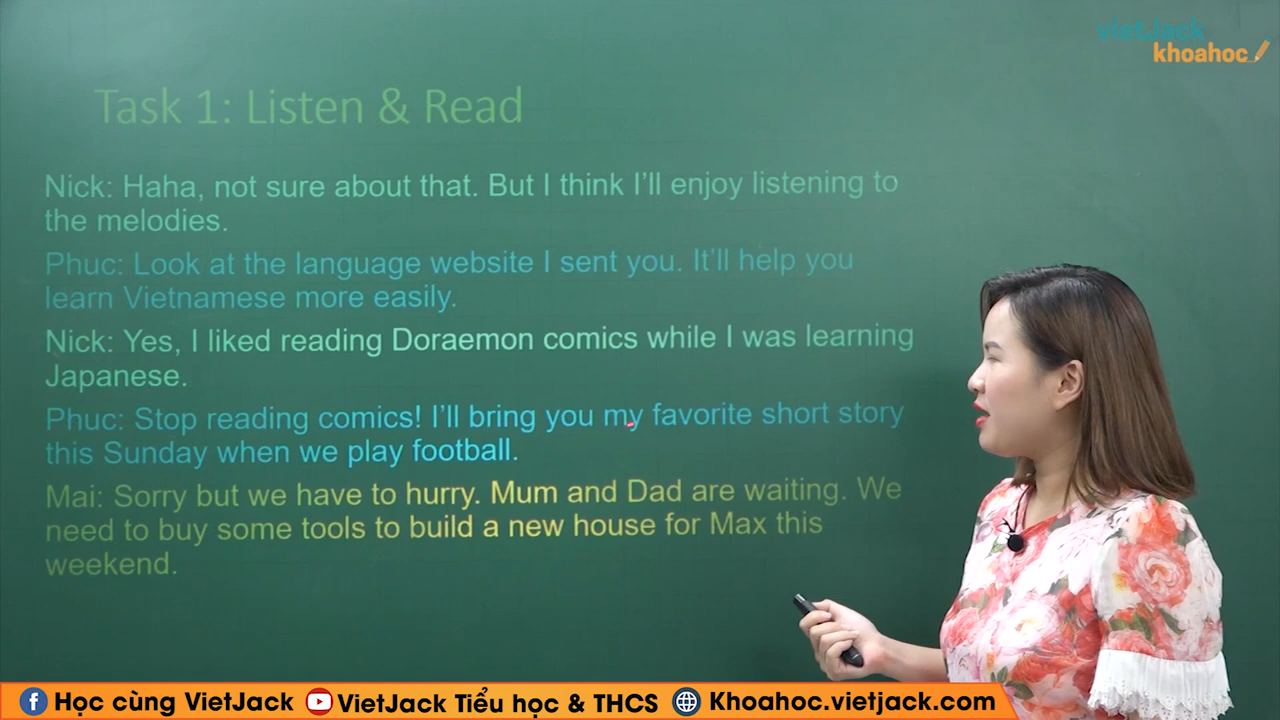 vietJack
khoahoc
Task 1: Listen & Read
Nick: Haha, not sure about that. But I think I’ll enjoy listening to
the melodies.
Phuc: Look at the language website I sent you. It’ll help you
learn Vietnamese more easily.
Nick: Yes, I liked reading Doraemon comics while I was learning
Japanese.
Phuc: Stop reading comics! I’ll bring you my favorite short story
this Sunday when we play football.
Mai: Sorry but we have to hurry. Mum and Dad are waiting. We
need to buy some tools to build a new house for Max this
weekend.
Học cùng VietJack VietJack Tiểu học & THCS Khoahoc.vietjack.com